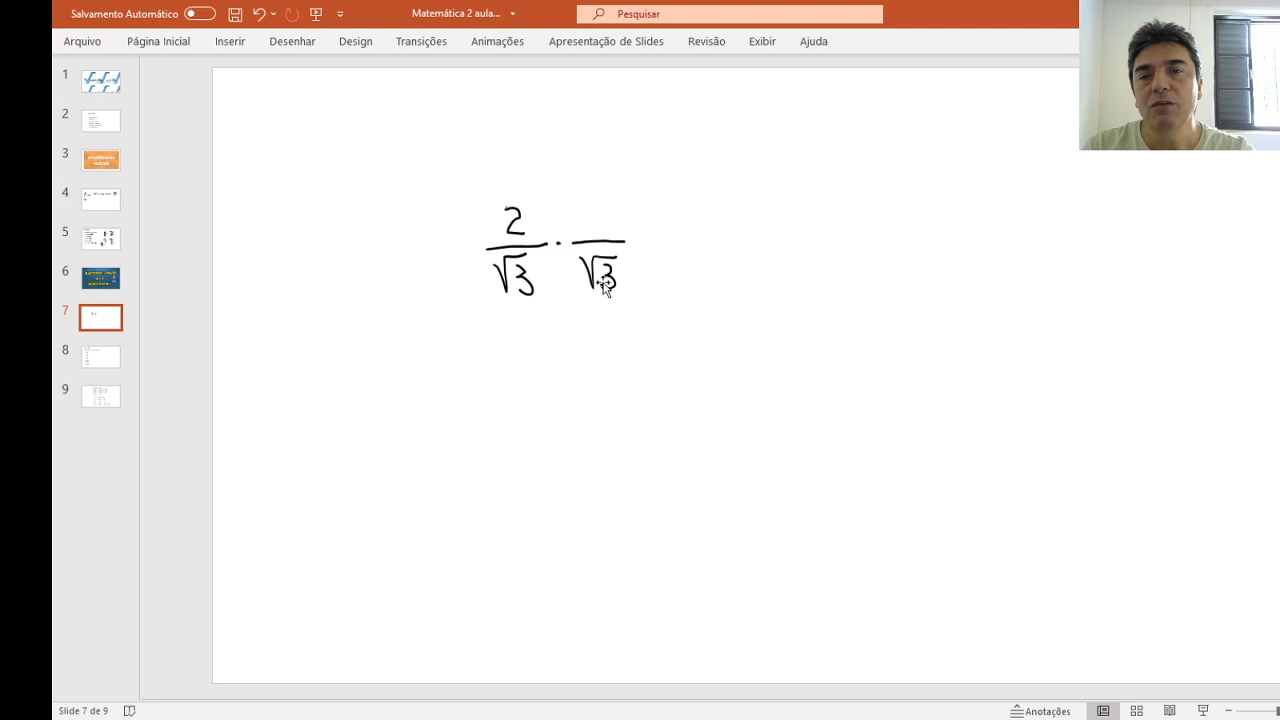 Salvamento Automático
Matemática 2 aula...
Pesquisar
Arquivo Página Inicial Inserir Desenhar Design Transições Animações Apresentação de Slides Revisão Exibir Ajuda
1
2
3
4
5
6
7
8
9
2
√3 · √3
Slide 7 de 9
Anotações